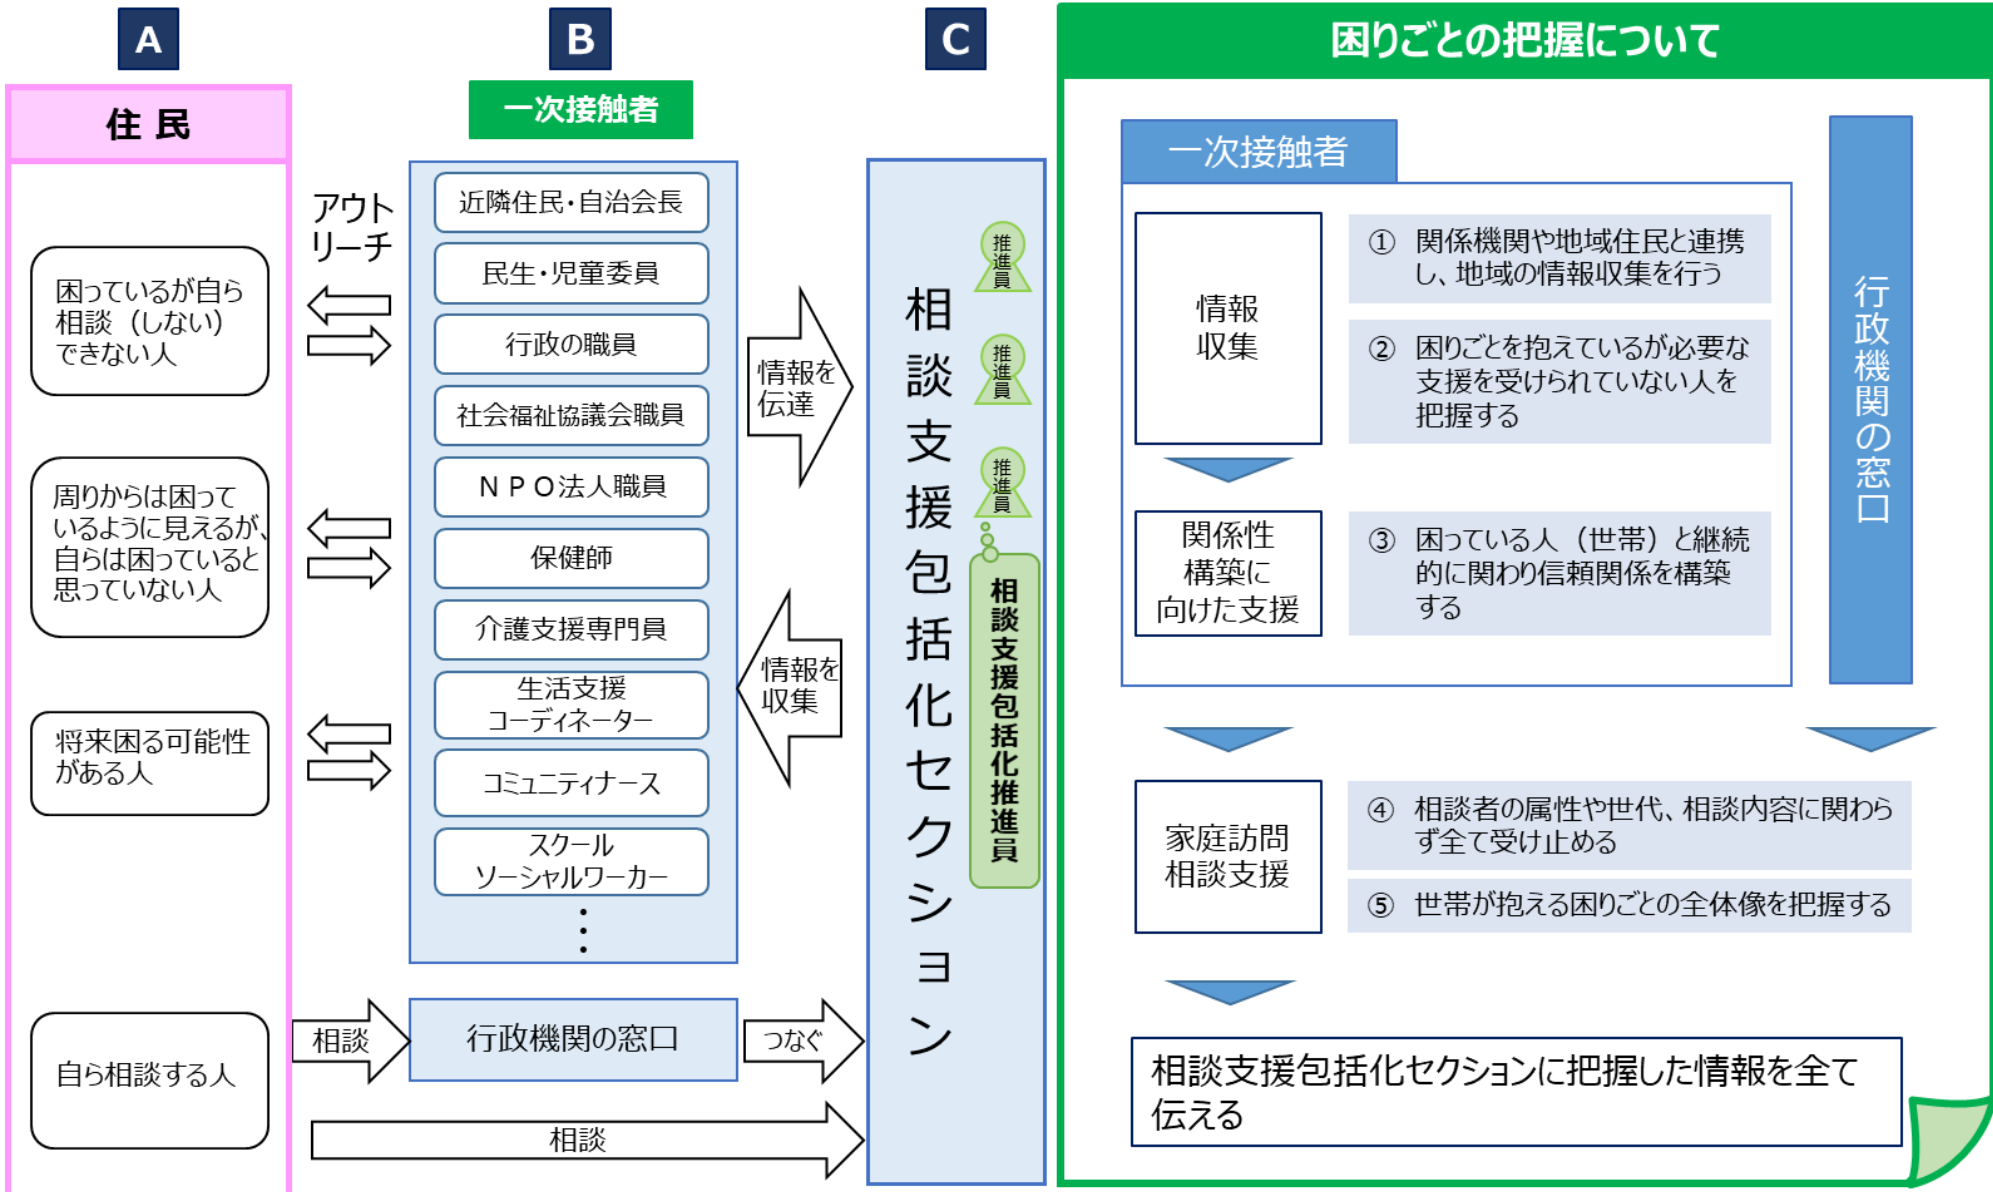 A
住 民
困っているが自ら
相談（しない）
できない人
周りからは困って
いるように見えるが、
自らは困っていると
思っていない人
将来困る可能性
がある人
自ら相談する人
アウト
リーチ
相談
相談
B
一次接触者
近隣住民・自治会長
民生・児童委員
行政の職員
社会福祉協議会職員
ＮＰＯ法人職員
保健師
介護支援専門員
生活支援
コーディネーター
コミュニティナース
スクール
ソーシャルワーカー
⋮
行政機関の窓口
情報を
伝達
情報を
収集
つなぐ
C
相談支援包括化セクション
推進員
推進員
推進員
相談支援包括化推進員
困りごとの把握について
一次接触者
情報
収集
① 関係機関や地域住民と連携
し、地域の情報収集を行う
② 困りごとを抱えているが必要な
支援を受けられていない人を
把握する
関係性
構築に
向けた支援
③ 困っている人（世帯）と継続
的に関わり信頼関係を構築
する
行政機関の窓口
家庭訪問
相談支援
④ 相談者の属性や世代、相談内容に関わら
ず全て受け止める
⑤ 世帯が抱える困りごとの全体像を把握する
相談支援包括化セクションに把握した情報を全て
伝える